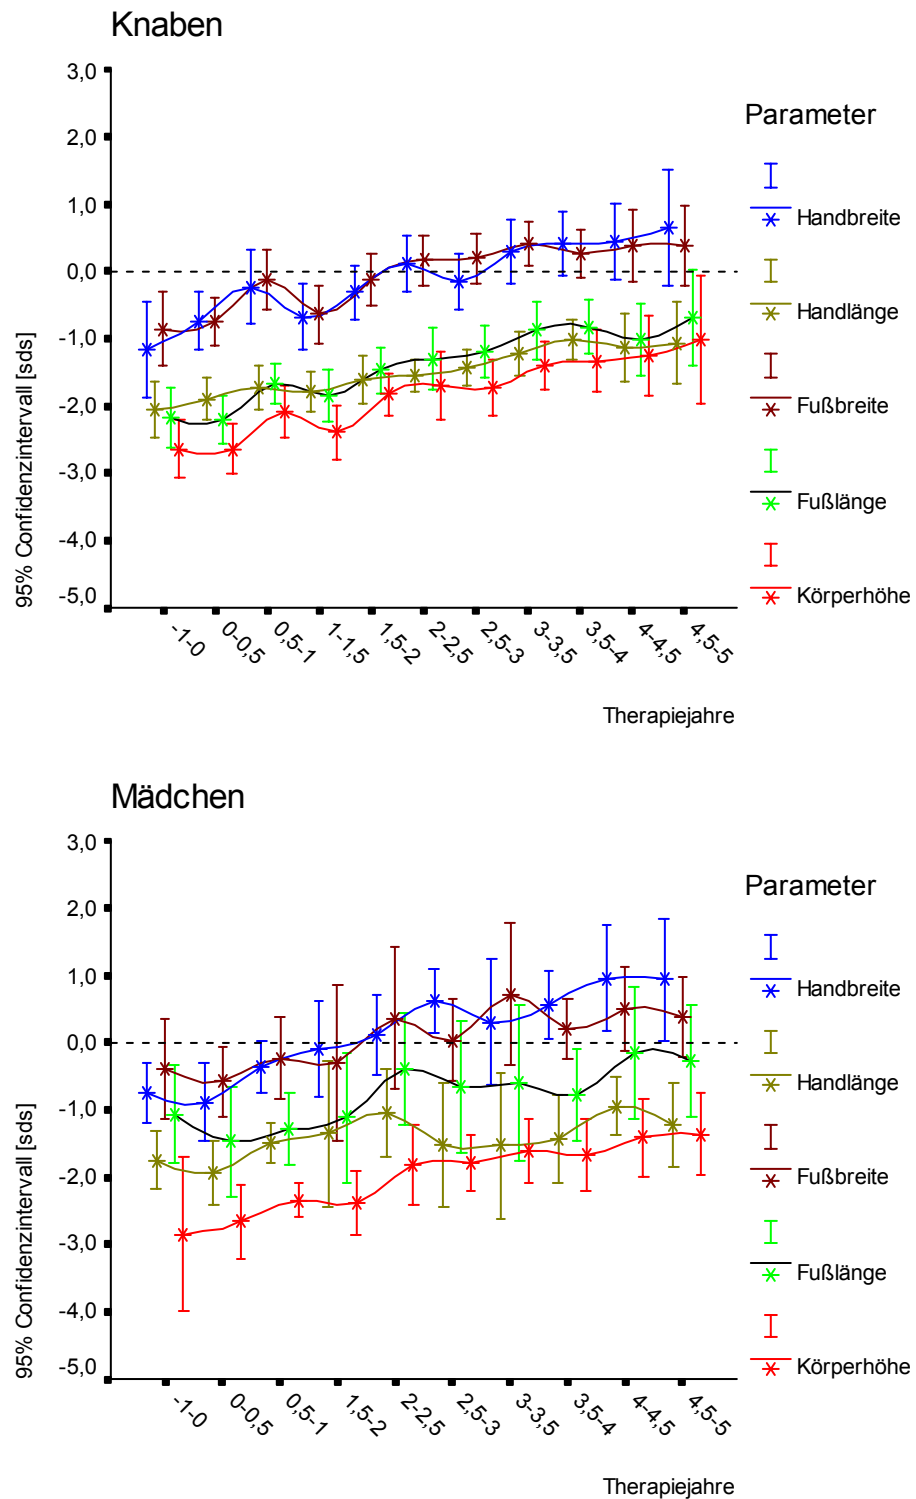 Knaben
3,0
2,0
1,0
0,0
-1,0
-2,0
-3,0
-4,0
-5,0
95% Confidenzintervall [sds]
-1-0
0-0,5
0,5-1
1-1,5
1,5-2
2-2,5
2,5-3
3-3,5
3,5-4
4-4,5
4,5-5
Therapiejahre
Parameter
Handbreite
Handlänge
Fußbreite
Fußlänge
Körperhöhe
Mädchen
3,0
2,0
1,0
0,0
-1,0
-2,0
-3,0
-4,0
-5,0
95% Confidenzintervall [sds]
-1-0
0-0,5
0,5-1
1,5-2
2-2,5
2,5-3
3-3,5
3,5-4
4-4,5
4,5-5
Therapiejahre
Parameter
Handbreite
Handlänge
Fußbreite
Fußlänge
Körperhöhe